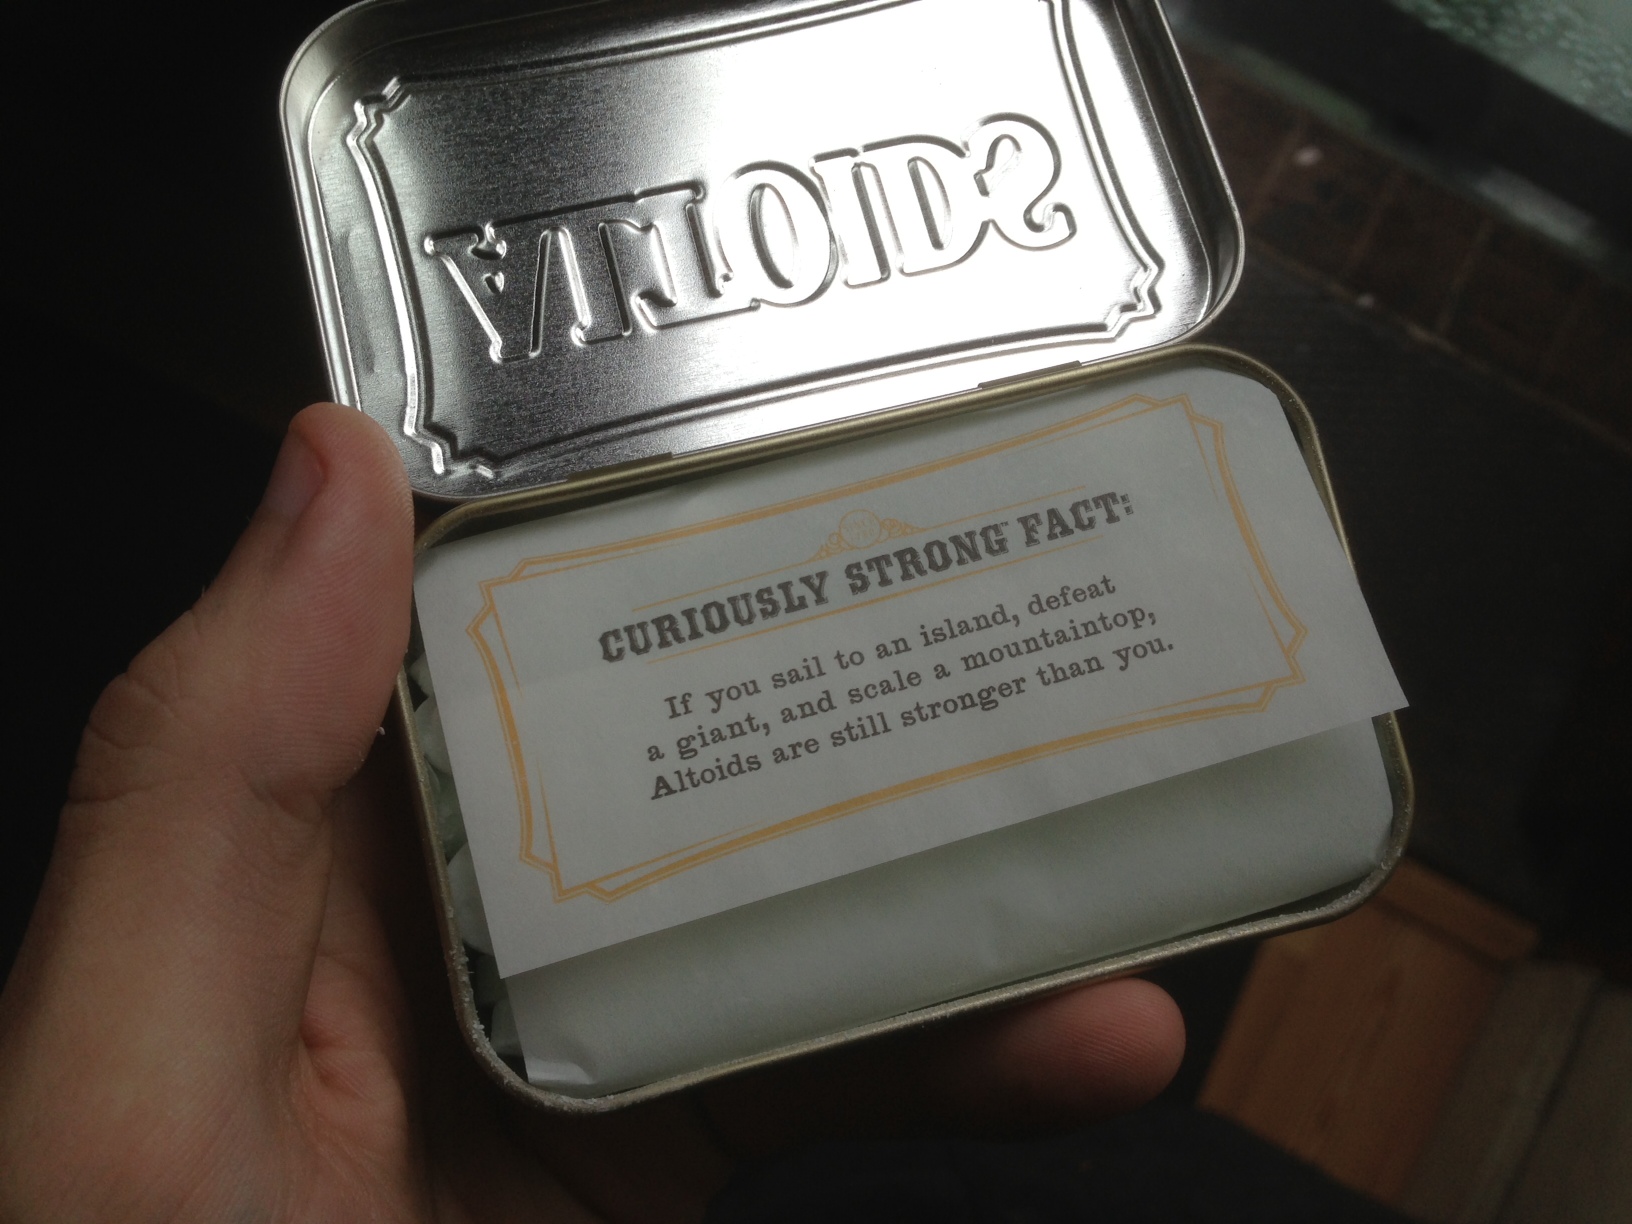 ALTOIDS
CURIOUSLY STRONG™ FACT:
If you sail to an island, defeat
a giant, and scale a mountaintop,
Altoids are still stronger than you.